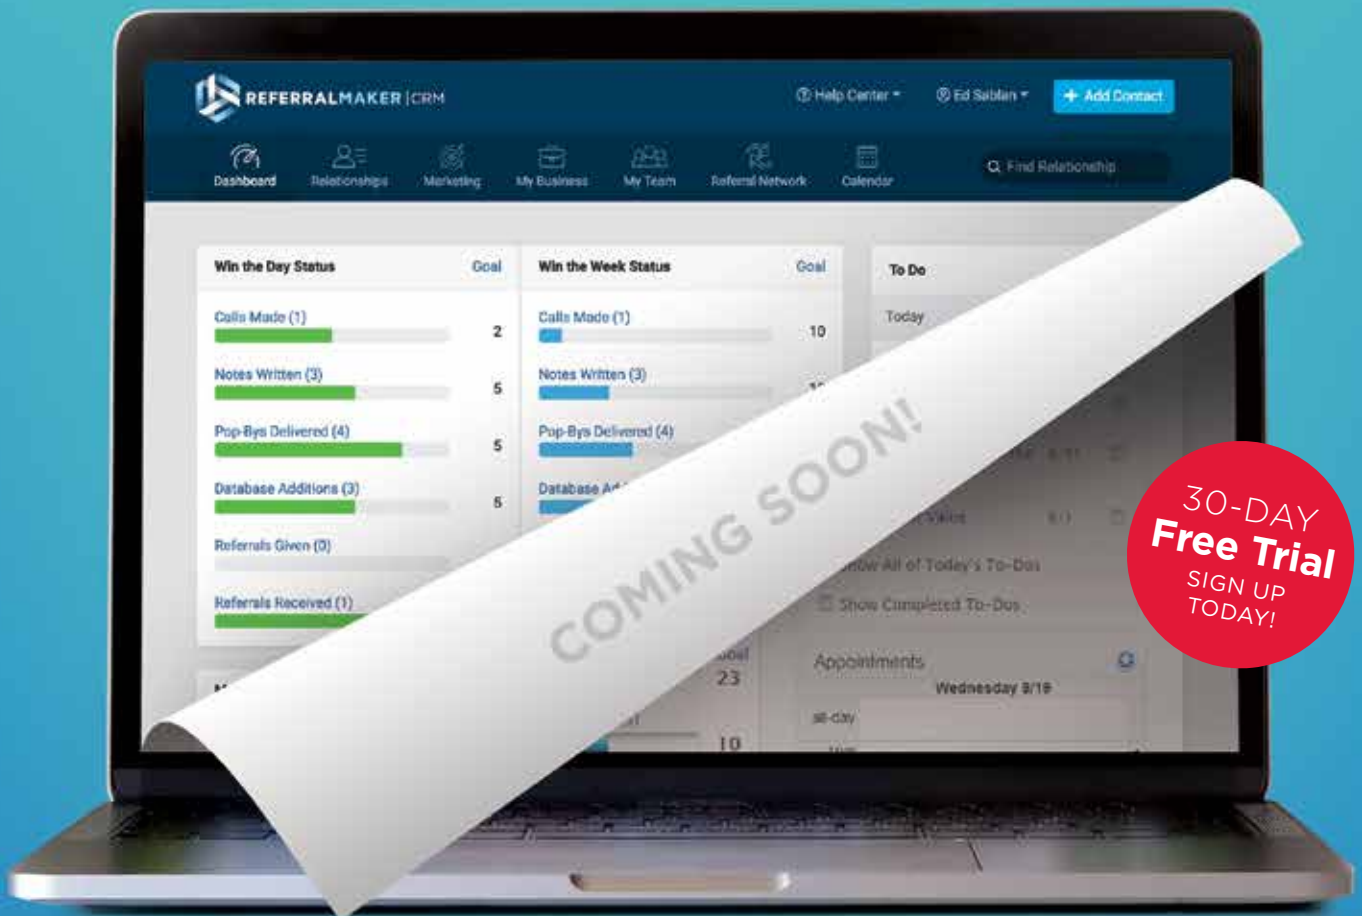 REFERRALMAKER | CRM
Help Center
Ed Sablan
+ Add Contact
Dashboard
Relationships
Marketing
My Business
My Team
Referral Network
Calendar
Find Relationship
Win the Day Status Goal
Calls Made (1) 2
Notes Written (3) 5
Pop-Bys Delivered (4) 5
Database Additions (3) 5
Referrals Given (0)
Referrals Received (1)
Win the Week Status Goal
Calls Made (1) 10
Notes Written (3)
Pop-Bys Delivered (4)
Database
To Do
Today
COMING SOON!
8/1
Show All of Today's To-Dos
Show Completed To-Dos
23
10
Appointments
Wednesday 9/19
all-day
30-DAY
Free Trial
SIGN UP
TODAY!